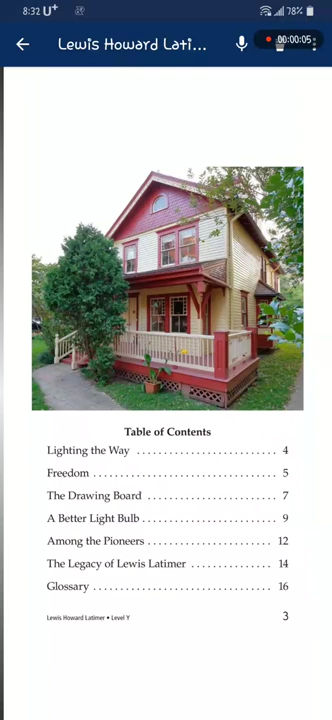 8:32 U+ 78%
Lewis Howard Lati...
00:00:05
Table of Contents
Lighting the Way .......................... 4
Freedom .................................. 5
The Drawing Board ........................ 7
A Better Light Bulb ........................ 9
Among the Pioneers ....................... 12
The Legacy of Lewis Latimer ............... 14
Glossary .................................. 16
Lewis Howard Latimer • Level Y 3